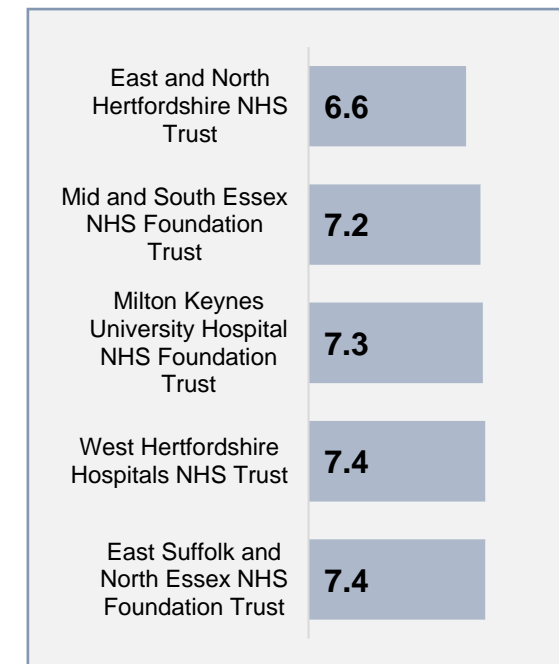 East and North
Hertfordshire NHS
Trust
6.6
Mid and South Essex
NHS Foundation
Trust
7.2
Milton Keynes
University Hospital
NHS Foundation
Trust
7.3
West Hertfordshire
Hospitals NHS Trust
7.4
East Suffolk and
North Essex NHS
Foundation Trust
7.4